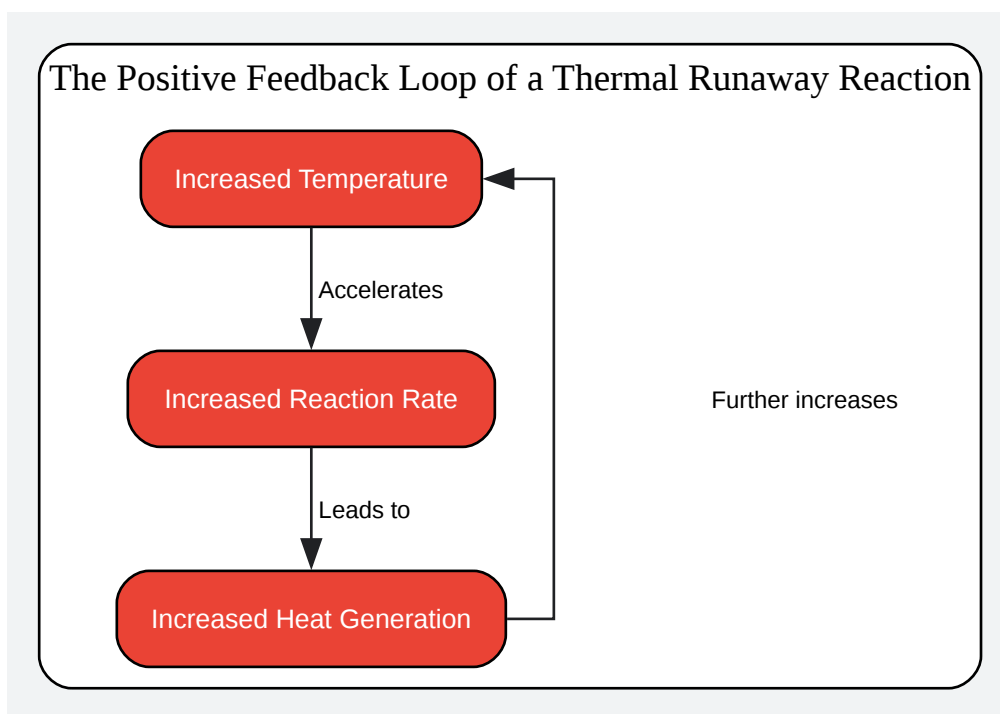 The Positive Feedback Loop of a Thermal Runaway Reaction
Increased Temperature
Accelerates
Increased Reaction Rate
Further increases
Leads to
Increased Heat Generation